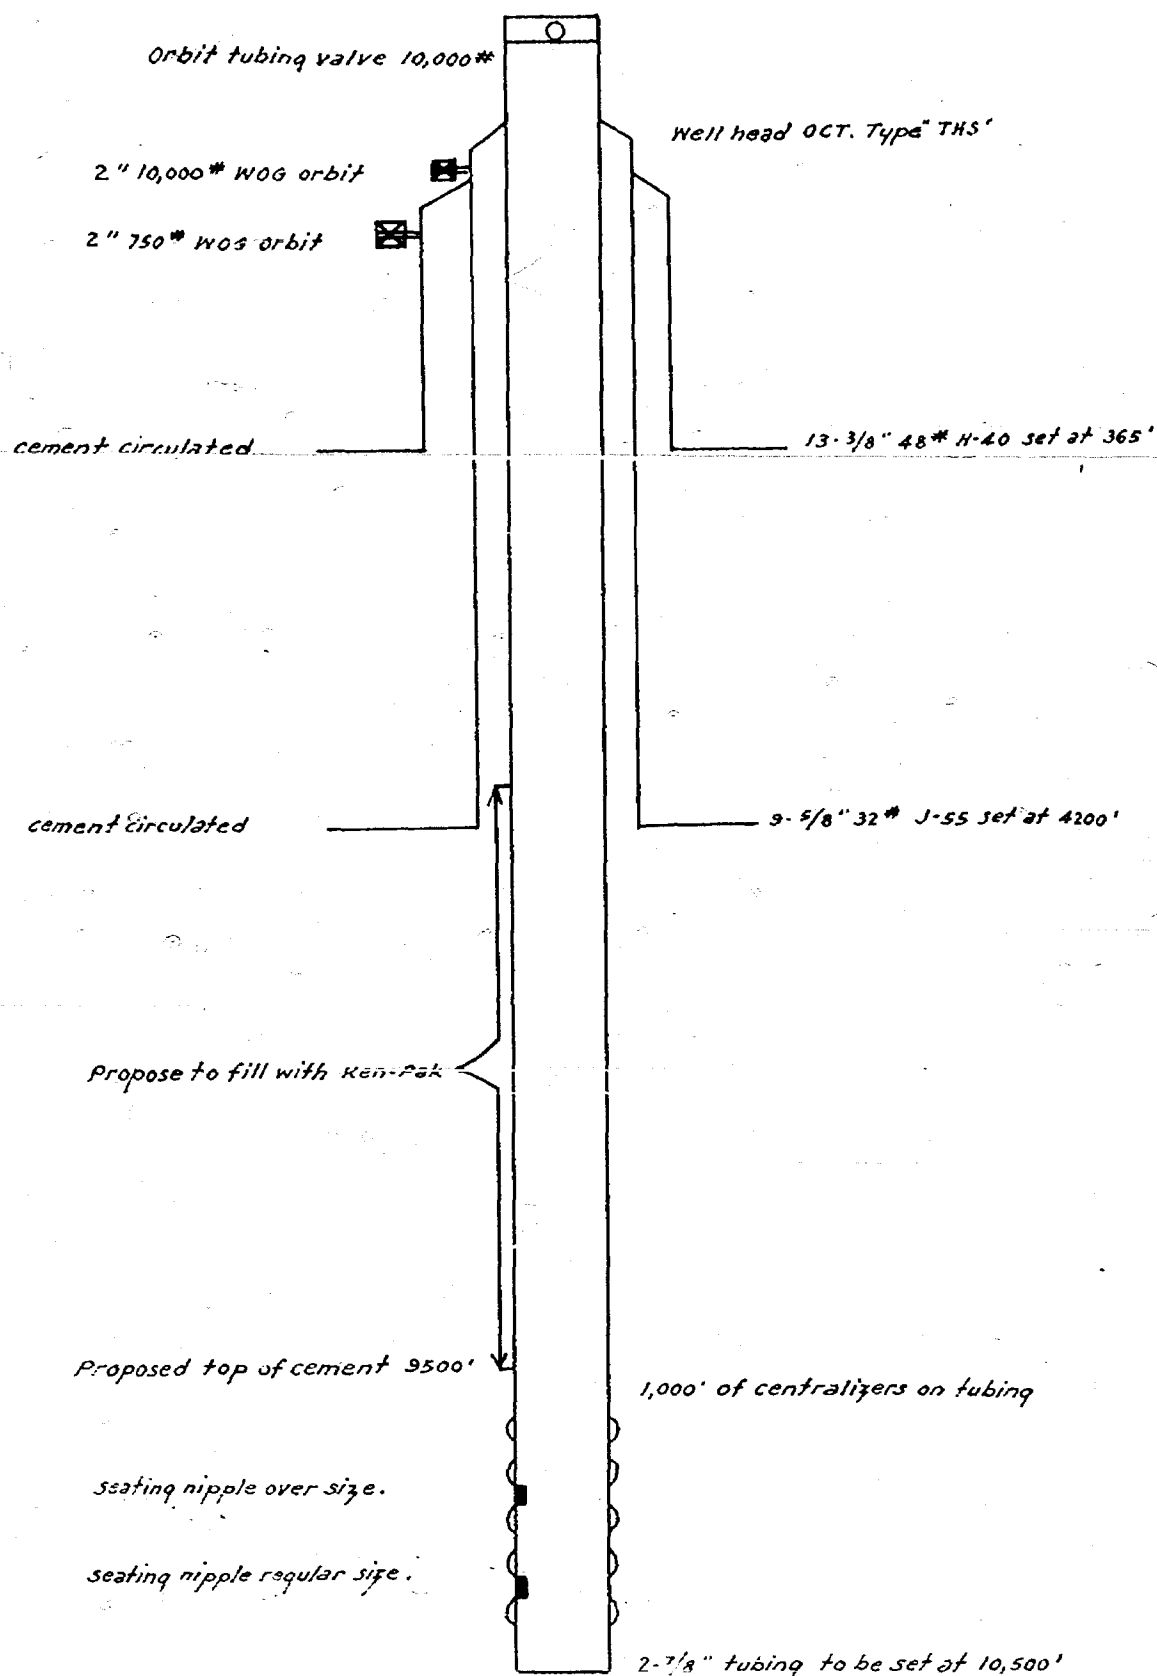 Orbit tubing valve 10,000#
Well head OCT. Type "THS'
2" 10,000# WOG orbit
2" 750# WOG orbit
cement circulated
13-3/8" 48# H-40 set at 365'
cement circulated
9-5/8" 32# J-55 set at 4200'
Propose to fill with Ken-Pak
Proposed top of cement 9500'
1,000' of centralizers on tubing
seating nipple over size.
seating nipple regular size.
2-7/8" tubing to be set at 10,500'